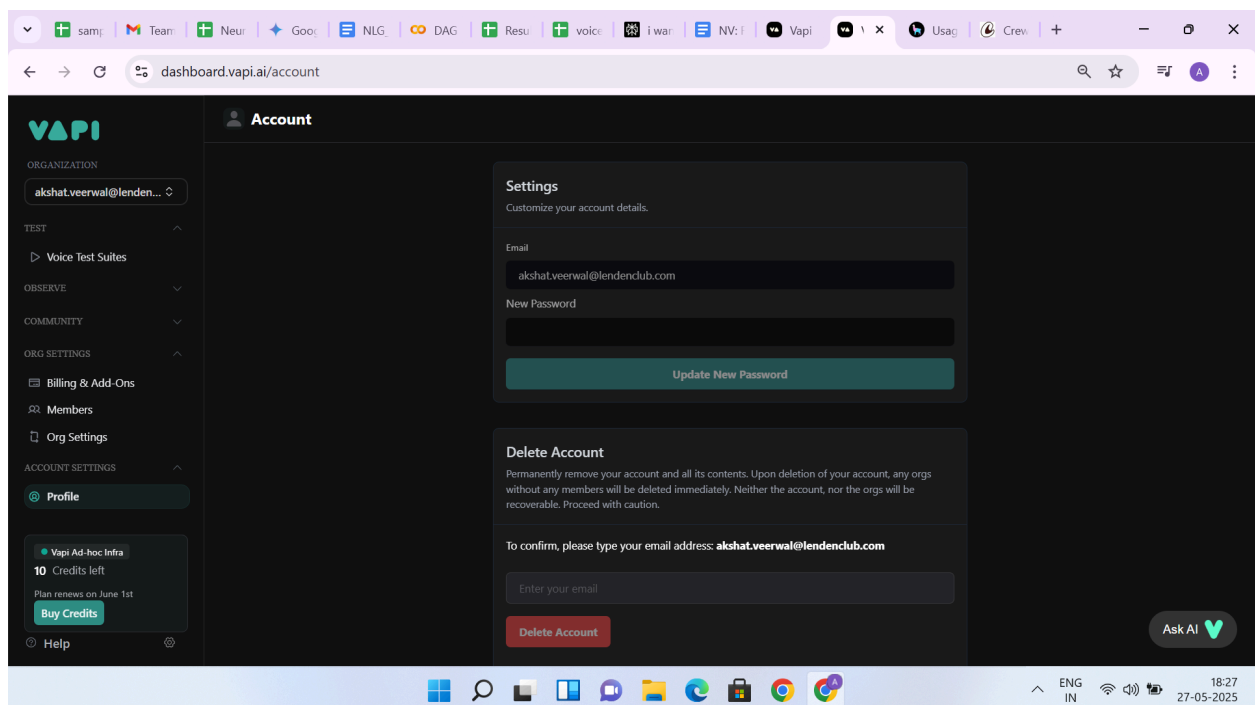 samp
Team
Neur
Goog
NLG_
DAG
Resu
voice
i wan
NV: F
Vapi
Usag
Crew
dashboard.vapi.ai/account
A
VAPI
Account
ORGANIZATION
akshat.veerwal@lenden...
TEST
Voice Test Suites
OBSERVE
COMMUNITY
ORG SETTINGS
Billing & Add-Ons
Members
Org Settings
ACCOUNT SETTINGS
Profile
Vapi Ad-hoc Infra
10 Credits left
Plan renews on June 1st
Buy Credits
Help
Settings
Customize your account details.
Email
akshat.veerwal@lendenclub.com
New Password
Update New Password
Delete Account
Permanently remove your account and all its contents. Upon deletion of your account, any orgs
without any members will be deleted immediately. Neither the account, nor the orgs will be
recoverable. Proceed with caution.
To confirm, please type your email address: akshat.veerwal@lendenclub.com
Enter your email
Delete Account
Ask AI
ENG
IN
18:27
27-05-2025